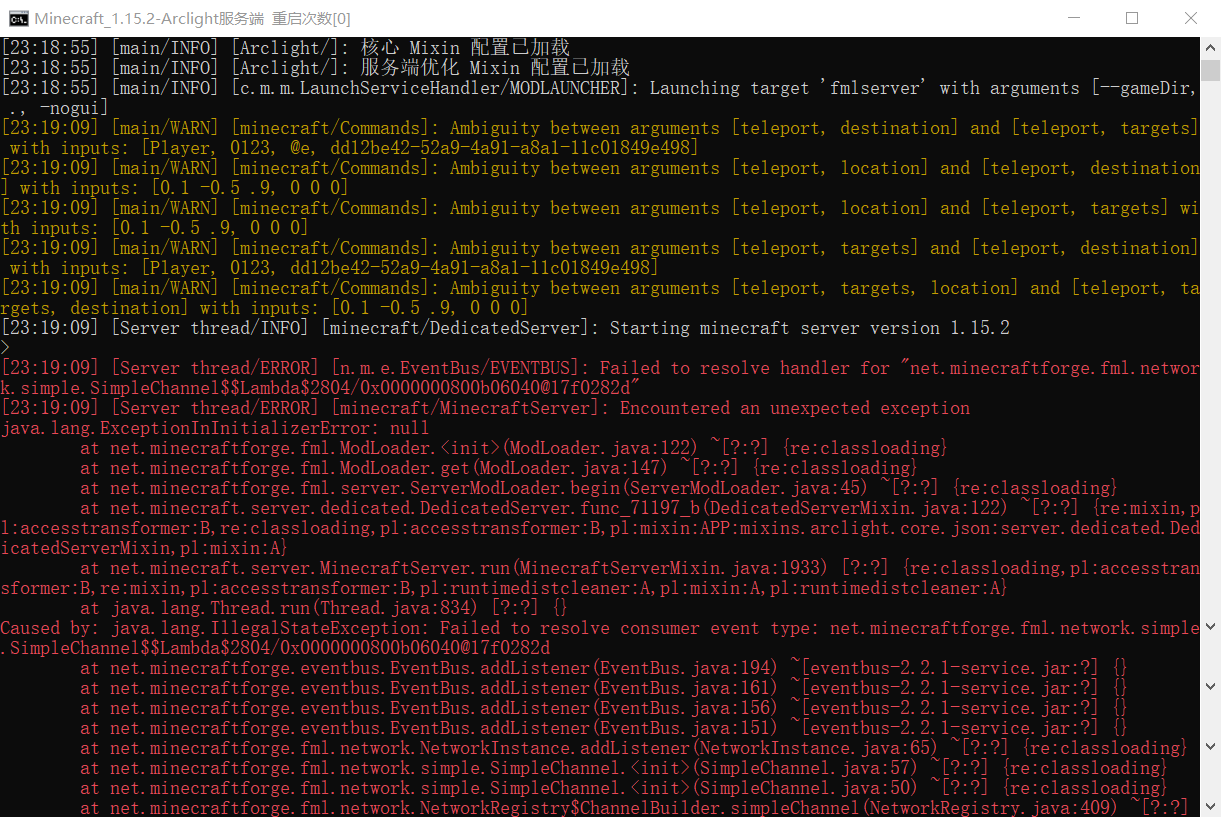 Minecraft_1.15.2-Arclight服务端 重启次数[0]
[23:18:55] [main/INFO] [Arclight/]: 核心 Mixin 配置已加载
[23:18:55] [main/INFO] [Arclight/]: 服务端优化 Mixin 配置已加载
[23:18:55] [main/INFO] [c.m.m.LaunchServiceHandler/MODLAUNCHER]: Launching target 'fmlserver' with arguments [--gameDir,
 ., -nogui]
[23:19:09] [main/WARN] [minecraft/Commands]: Ambiguity between arguments [teleport, destination] and [teleport, targets]
 with inputs: [Player, 0123, @e, dd12be42-52a9-4a91-a8a1-11c01849e498]
[23:19:09] [main/WARN] [minecraft/Commands]: Ambiguity between arguments [teleport, location] and [teleport, destination
] with inputs: [0.1 -0.5 .9, 0 0 0]
[23:19:09] [main/WARN] [minecraft/Commands]: Ambiguity between arguments [teleport, location] and [teleport, targets] wi
th inputs: [0.1 -0.5 .9, 0 0 0]
[23:19:09] [main/WARN] [minecraft/Commands]: Ambiguity between arguments [teleport, targets] and [teleport, destination]
 with inputs: [Player, 0123, dd12be42-52a9-4a91-a8a1-11c01849e498]
[23:19:09] [main/WARN] [minecraft/Commands]: Ambiguity between arguments [teleport, targets, location] and [teleport, ta
rgets, destination] with inputs: [0.1 -0.5 .9, 0 0 0]
[23:19:09] [Server thread/INFO] [minecraft/DedicatedServer]: Starting minecraft server version 1.15.2
>
[23:19:09] [Server thread/ERROR] [n.m.e.EventBus/EVENTBUS]: Failed to resolve handler for "net.minecraftforge.fml.networ
k.simple.SimpleChannel$$Lambda$2804/0x0000000800b06040@17f0282d"
[23:19:09] [Server thread/ERROR] [minecraft/MinecraftServer]: Encountered an unexpected exception
java.lang.ExceptionInInitializerError: null
        at net.minecraftforge.fml.ModLoader.<init>(ModLoader.java:122) ~[?:?] {re:classloading}
        at net.minecraftforge.fml.ModLoader.get(ModLoader.java:147) ~[?:?] {re:classloading}
        at net.minecraftforge.fml.server.ServerModLoader.begin(ServerModLoader.java:45) ~[?:?] {re:classloading}
        at net.minecraft.server.dedicated.DedicatedServer.func_71197_b(DedicatedServerMixin.java:122) ~[?:?] {re:mixin,p
l:accesstransformer:B,re:classloading,pl:accesstransformer:B,pl:mixin:APP:mixins.arclight.core.json:server.dedicated.Ded
icatedServerMixin,pl:mixin:A}
        at net.minecraft.server.MinecraftServer.run(MinecraftServerMixin.java:1933) [?:?] {re:classloading,pl:accesstran
sformer:B,re:mixin,pl:accesstransformer:B,pl:runtimedistcleaner:A,pl:mixin:A,pl:runtimedistcleaner:A}
        at java.lang.Thread.run(Thread.java:834) [?:?] {}
Caused by: java.lang.IllegalStateException: Failed to resolve consumer event type: net.minecraftforge.fml.network.simple
.SimpleChannel$$Lambda$2804/0x0000000800b06040@17f0282d
        at net.minecraftforge.eventbus.EventBus.addListener(EventBus.java:194) ~[eventbus-2.2.1-service.jar:?] {}
        at net.minecraftforge.eventbus.EventBus.addListener(EventBus.java:161) ~[eventbus-2.2.1-service.jar:?] {}
        at net.minecraftforge.eventbus.EventBus.addListener(EventBus.java:156) ~[eventbus-2.2.1-service.jar:?] {}
        at net.minecraftforge.eventbus.EventBus.addListener(EventBus.java:151) ~[eventbus-2.2.1-service.jar:?] {}
        at net.minecraftforge.fml.network.NetworkInstance.addListener(NetworkInstance.java:65) ~[?:?] {re:classloading}
        at net.minecraftforge.fml.network.simple.SimpleChannel.<init>(SimpleChannel.java:57) ~[?:?] {re:classloading}
        at net.minecraftforge.fml.network.simple.SimpleChannel.<init>(SimpleChannel.java:50) ~[?:?] {re:classloading}
        at net.minecraftforge.fml.network.NetworkRegistry$ChannelBuilder.simpleChannel(NetworkRegistry.java:409) ~[?:?]